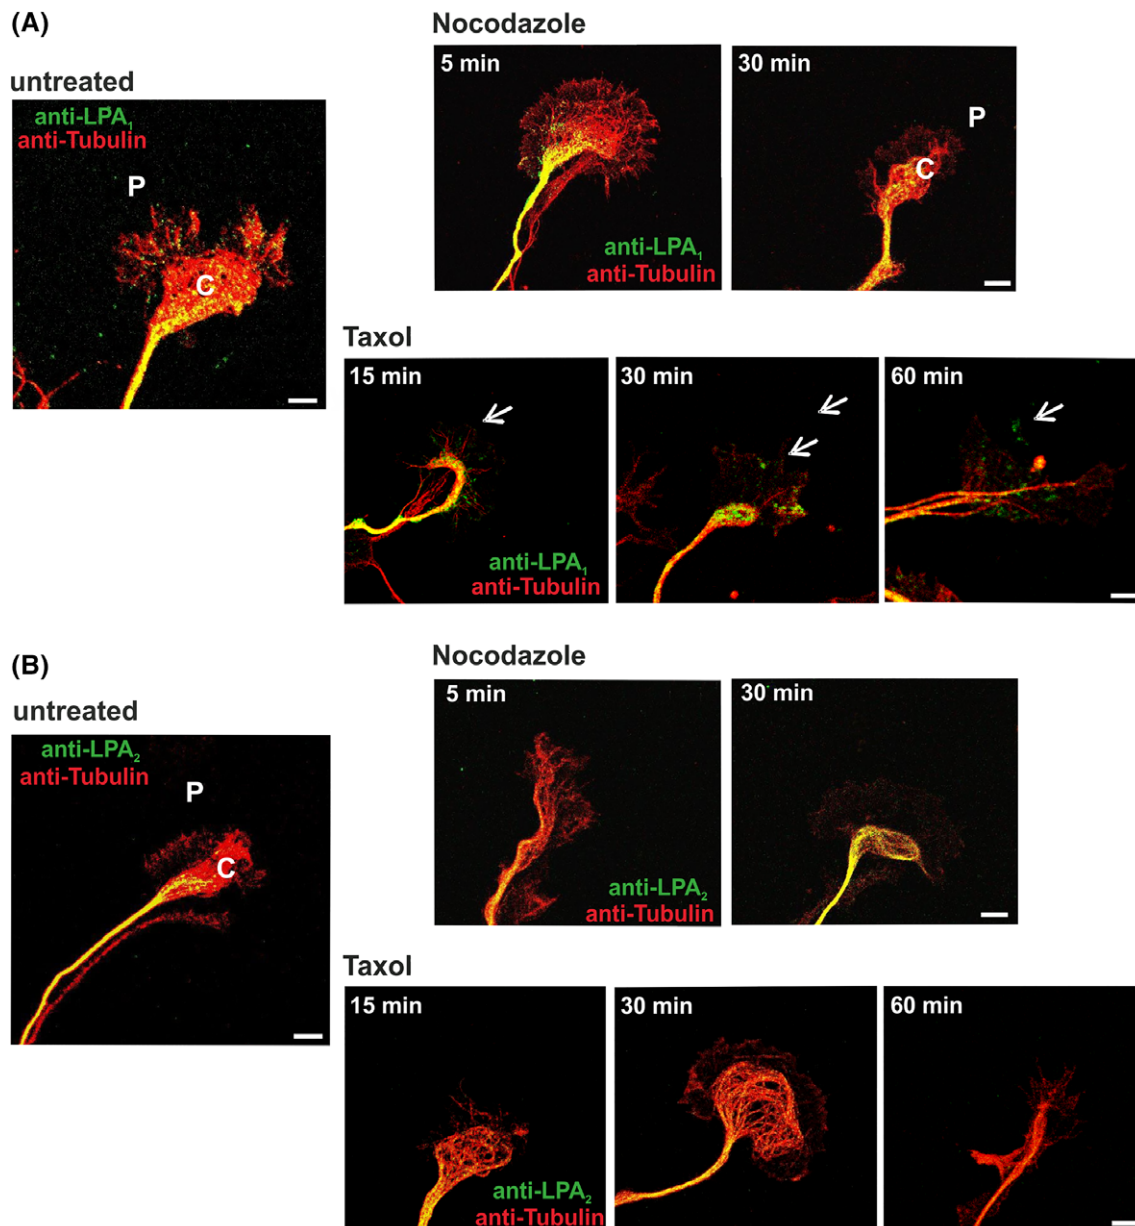 (A)
Nocodazole
untreated
5 min
30 min
anti-LPA₁
anti-Tubulin
P
P
C
C
anti-LPA₁
anti-Tubulin
Taxol
15 min
30 min
60 min
anti-LPA₁
anti-Tubulin
(B)
Nocodazole
untreated
5 min
30 min
anti-LPA₂
anti-Tubulin
P
C
anti-LPA₂
anti-Tubulin
Taxol
15 min
30 min
60 min
anti-LPA₂
anti-Tubulin